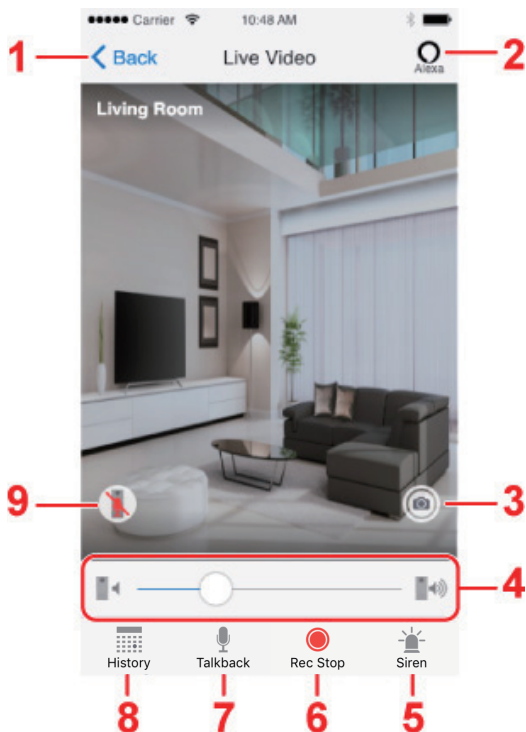 Carrier 10:48 AM
1 Back Live Video Alexa 2
Living Room
9 3
4
History Talkback Rec Stop Siren
8 7 6 5